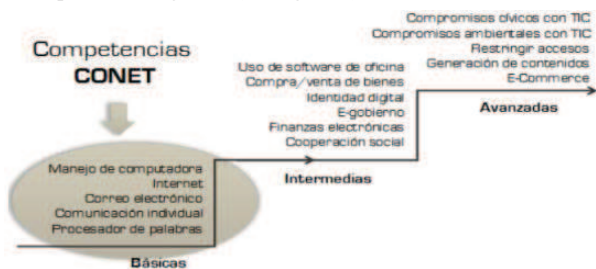 Competencias
CONET
Manejo de computadora
Internet
Correo electrónico
Comunicación individual
Procesador de palabras
Básicas
Uso de software de oficina
Compra/venta de bienes
Identidad digital
E-gobierno
Finanzas electrónicas
Cooperación social
Intermedias
Compromisos cívicos con TIC
Compromisos ambientales con TIC
Restringir accesos
Generación de contenidos
E-Commerce
Avanzadas